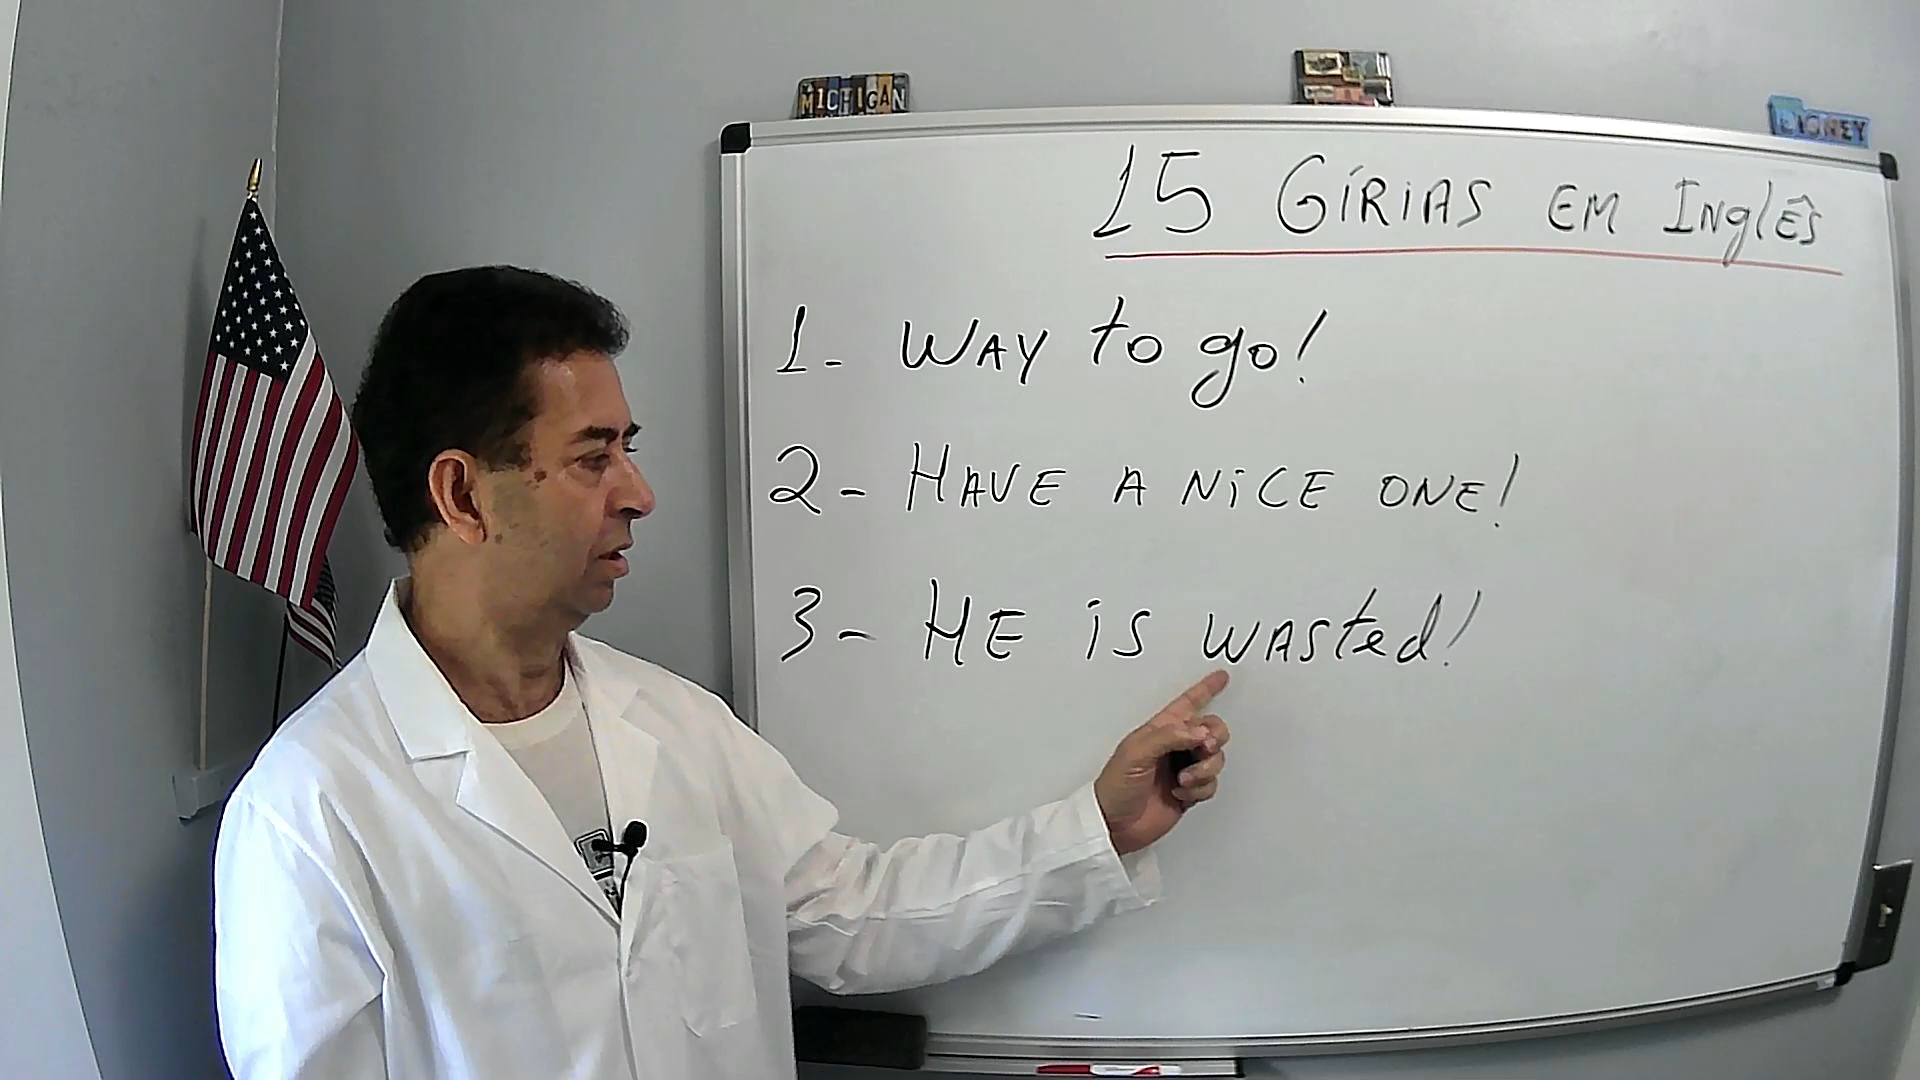 MICHIGAN
15 GÍRIAS EM INglÊS
1- WAY to go!
2- HAVE A NiCE ONE!
3- HE iS WASted!